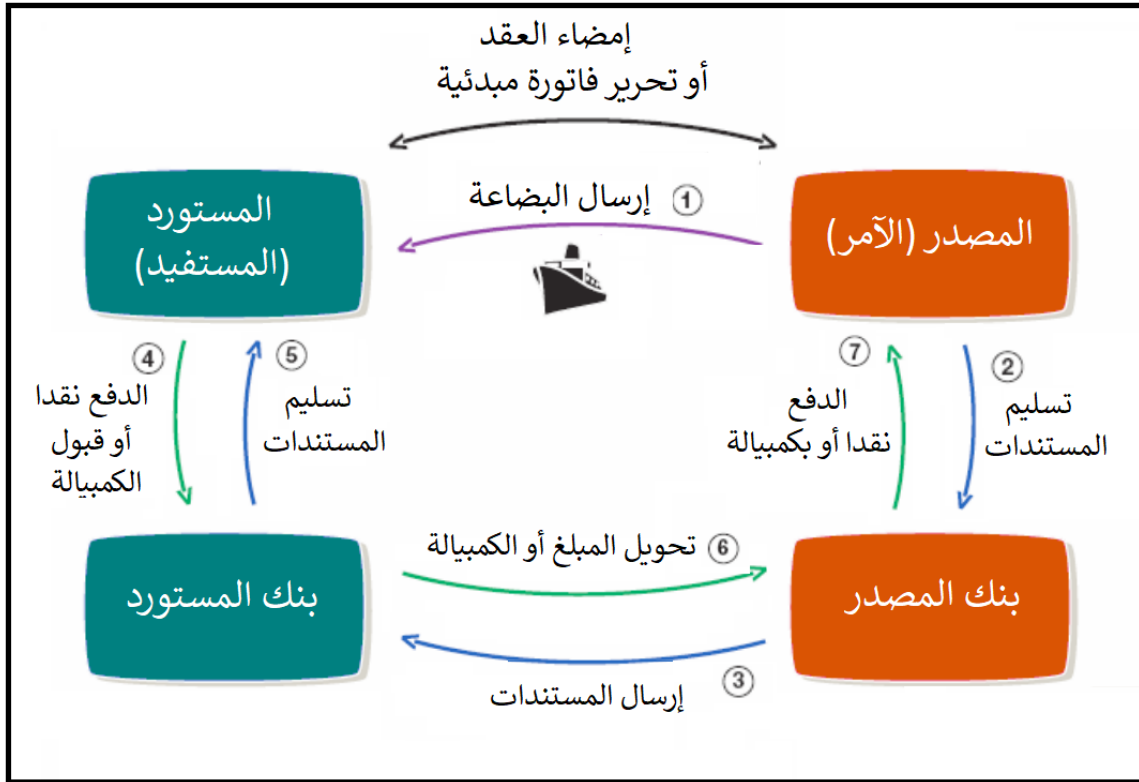 إمضاء العقد
أو تحرير فاتورة مبدئية
① إرسال البضاعة
المصدر (الآمر)
المستورد
(المستفيد)
②
تسليم
المستندات
⑦
الدفع
نقدا أو بكمبيالة
⑤
تسليم
المستندات
④
الدفع نقدا
أو قبول
الكمبيالة
⑥ تحويل المبلغ أو الكمبيالة
بنك المصدر
بنك المستورد
③
إرسال المستندات